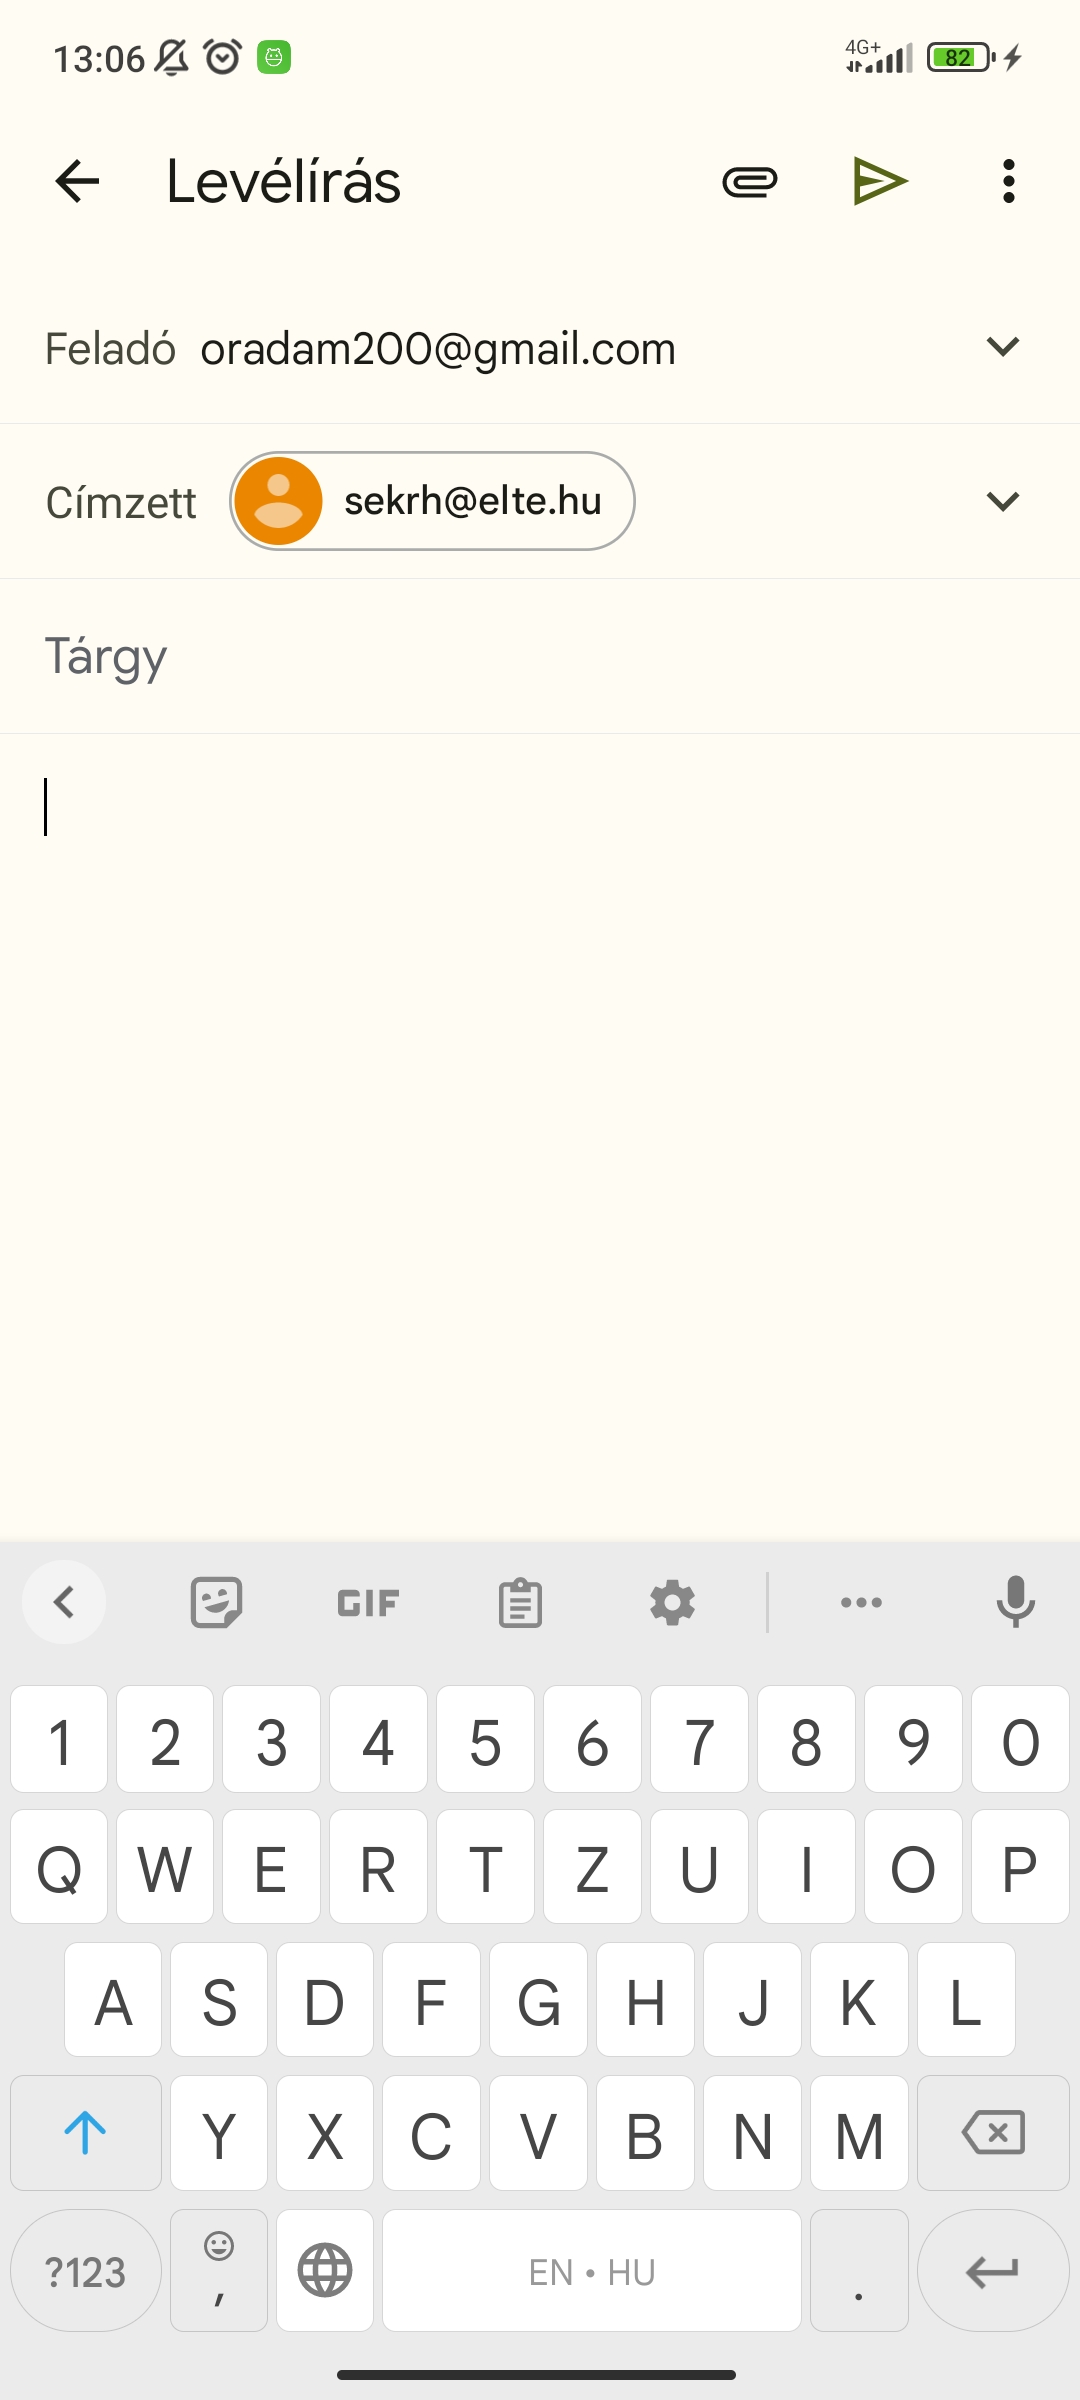 13:06 4G+ 82
Levélírás
Feladó oradam200@gmail.com
Címzett sekrh@elte.hu
Tárgy
GIF
1 2 3 4 5 6 7 8 9 0
Q W E R T Z U I O P
A S D F G H J K L
Y X C V B N M
?123 , EN • HU .